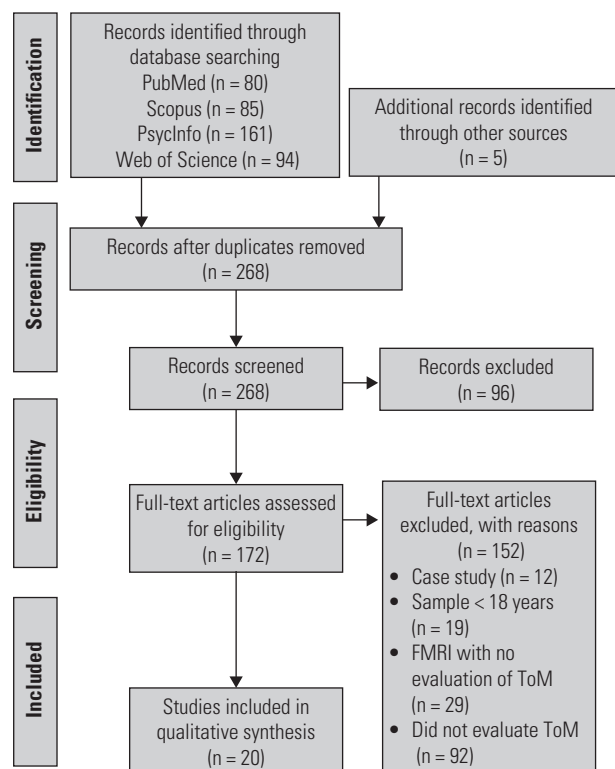 Identification
Records identified through
database searching
PubMed (n = 80)
Scopus (n = 85)
PsycInfo (n = 161)
Web of Science (n = 94)
Additional records identified
through other sources
(n = 5)
Screening
Records after duplicates removed
(n = 268)
Records screened
(n = 268)
Records excluded
(n = 96)
Eligibility
Full-text articles assessed
for eligibility
(n = 172)
Full-text articles
excluded, with reasons
(n = 152)
• Case study (n = 12)
• Sample < 18 years
(n = 19)
• FMRI with no
evaluation of ToM
(n = 29)
• Did not evaluate ToM
(n = 92)
Included
Studies included in
qualitative synthesis
(n = 20)